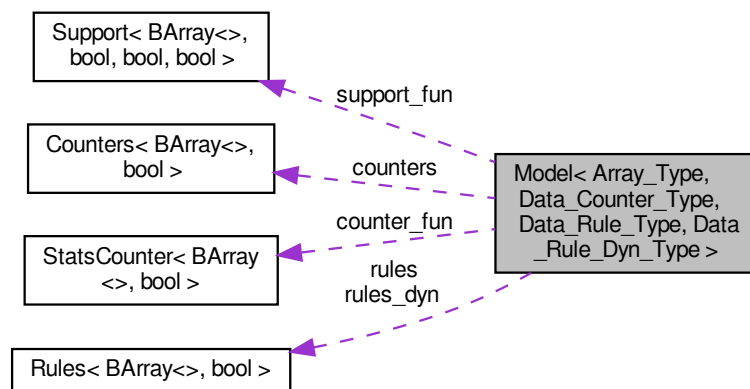 Support< BArray<>,
bool, bool, bool >
support_fun
Counters< BArray<>,
bool >
counters
Model< Array_Type,
Data_Counter_Type,
Data_Rule_Type, Data
_Rule_Dyn_Type >
counter_fun
StatsCounter< BArray
<>, bool >
rules
rules_dyn
Rules< BArray<>, bool >